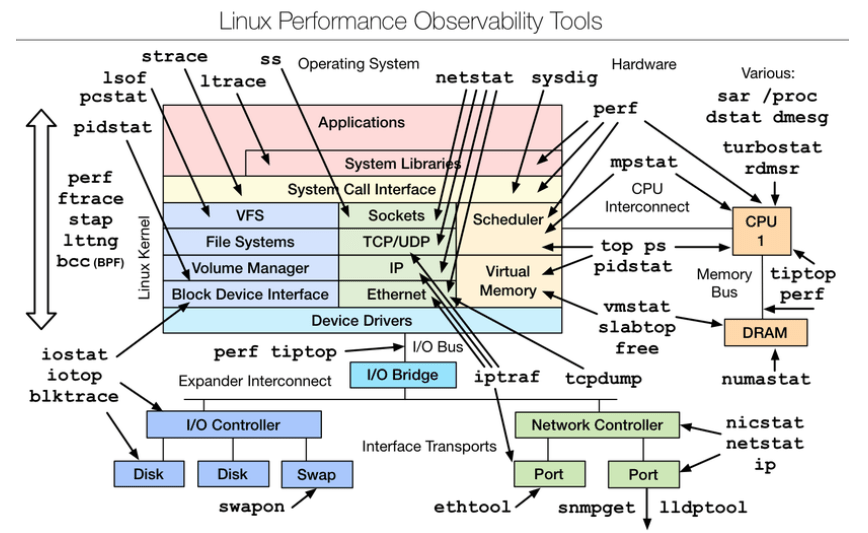 Linux Performance Observability Tools
strace
ss
Operating System
netstat
sysdig
Hardware
Various:
sar /proc
dstat dmesg
lsof
pcstat
ltrace
pidstat
perf
turbostat
rdmsr
mpstat
CPU
Interconnect
perf
ftrace
stap
lttng
bcc (BPF)
Linux Kernel
Applications
System Libraries
System Call Interface
VFS
Sockets
Scheduler
File Systems
TCP/UDP
Volume Manager
IP
Virtual
Memory
Block Device Interface
Ethernet
Device Drivers
CPU
1
top ps
pidstat
Memory
Bus
tiptop
perf
vmstat
slabtop
free
DRAM
numastat
iostat
iotop
blktrace
perf tiptop
I/O Bus
Expander Interconnect
I/O Bridge
iptraf
tcpdump
I/O Controller
Network Controller
nicstat
netstat
ip
Interface Transports
Disk
Disk
Swap
Port
Port
swapon
ethtool
snmpget
lldptool